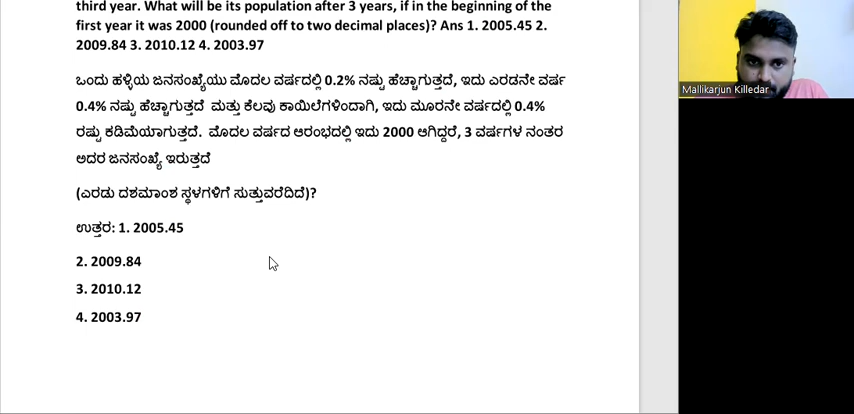 third year. What will be its population after 3 years, if in the beginning of the
first year it was 2000 (rounded off to two decimal places)? Ans 1. 2005.45 2.
2009.84 3. 2010.12 4. 2003.97
ಒಂದು ಹಳ್ಳಿಯ ಜನಸಂಖ್ಯೆಯು ಮೊದಲ ವರ್ಷದಲ್ಲಿ 0.2% ನಷ್ಟು ಹೆಚ್ಚಾಗುತ್ತದೆ, ಇದು ಎರಡನೇ ವರ್ಷ
0.4% ನಷ್ಟು ಹೆಚ್ಚಾಗುತ್ತದೆ ಮತ್ತು ಕೆಲವು ಕಾಯಿಲೆಗಳಿಂದಾಗಿ, ಇದು ಮೂರನೇ ವರ್ಷದಲ್ಲಿ 0.4%
ರಷ್ಟು ಕಡಿಮೆಯಾಗುತ್ತದೆ. ಮೊದಲ ವರ್ಷದ ಆರಂಭದಲ್ಲಿ ಇದು 2000 ಆಗಿದ್ದರೆ, 3 ವರ್ಷಗಳ ನಂತರ
ಅದರ ಜನಸಂಖ್ಯೆ ಇರುತ್ತದೆ
(ಎರಡು ದಶಮಾಂಶ ಸ್ಥಳಗಳಿಗೆ ಸುತ್ತುವರೆದಿದೆ)?
ಉತ್ತರ: 1. 2005.45
2. 2009.84
3. 2010.12
4. 2003.97
Mallikarjun Killedar